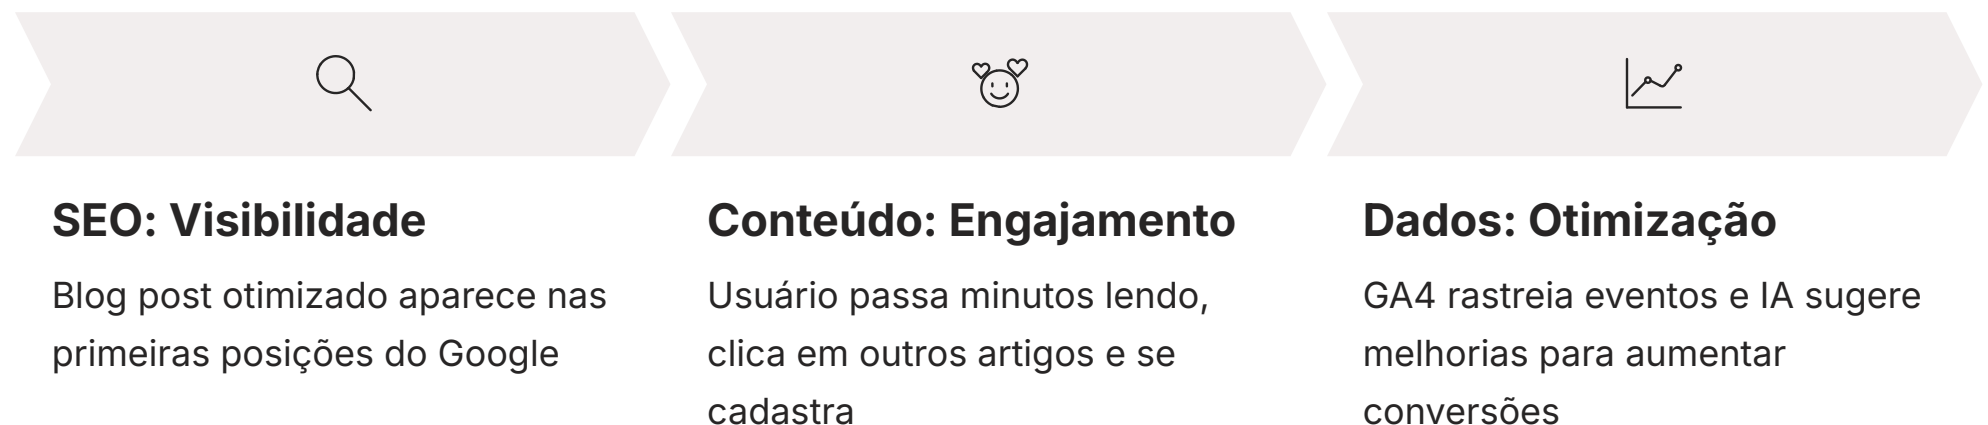 SEO: Visibilidade
Blog post otimizado aparece nas
primeiras posições do Google
Conteúdo: Engajamento
Usuário passa minutos lendo,
clica em outros artigos e se
cadastra
Dados: Otimização
GA4 rastreia eventos e IA sugere
melhorias para aumentar
conversões